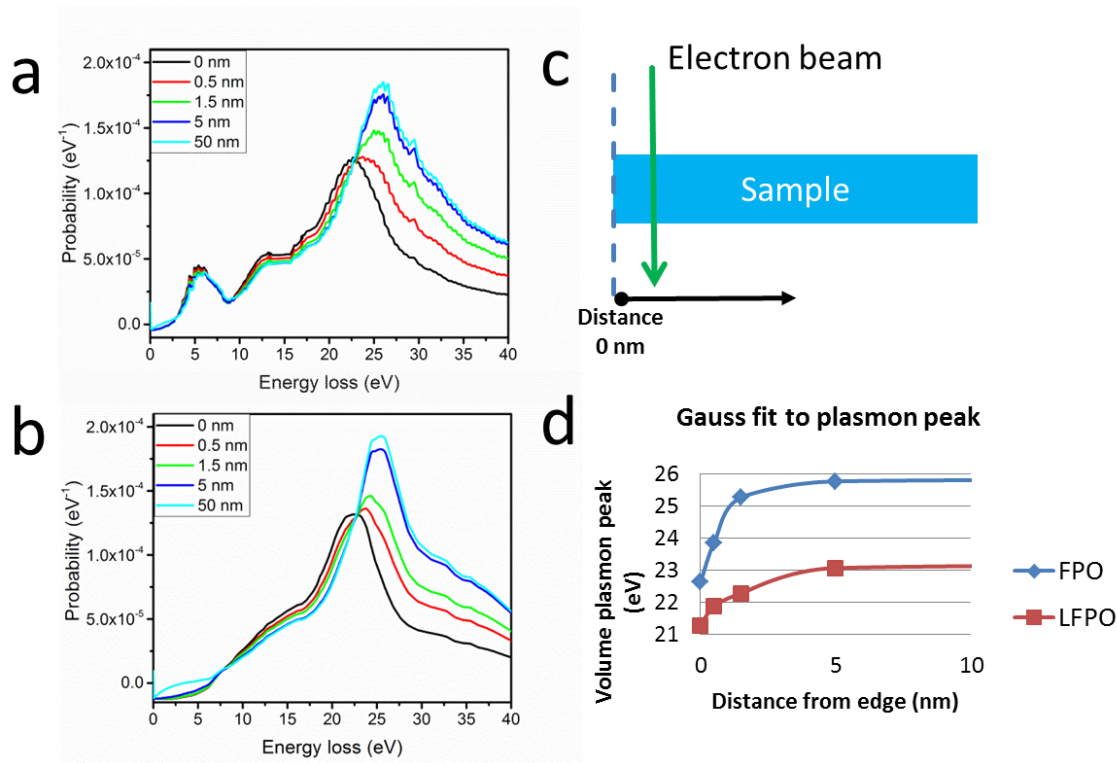 a
2.0x10⁻⁴
1.5x10⁻⁴
1.0x10⁻⁴
5.0x10⁻⁵
0.0
Probability (eV⁻¹)
0 nm
0.5 nm
1.5 nm
5 nm
50 nm
0 5 10 15 20 25 30 35 40
Energy loss (eV)
b
2.0x10⁻⁴
1.5x10⁻⁴
1.0x10⁻⁴
5.0x10⁻⁵
0.0
Probability (eV⁻¹)
0 nm
0.5 nm
1.5 nm
5 nm
50 nm
0 5 10 15 20 25 30 35 40
Energy loss (eV)
c
Electron beam
Sample
Distance
0 nm
d
Gauss fit to plasmon peak
Volume plasmon peak
(eV)
26
25
24
23
22
21
0 5 10
Distance from edge (nm)
FPO
LFPO